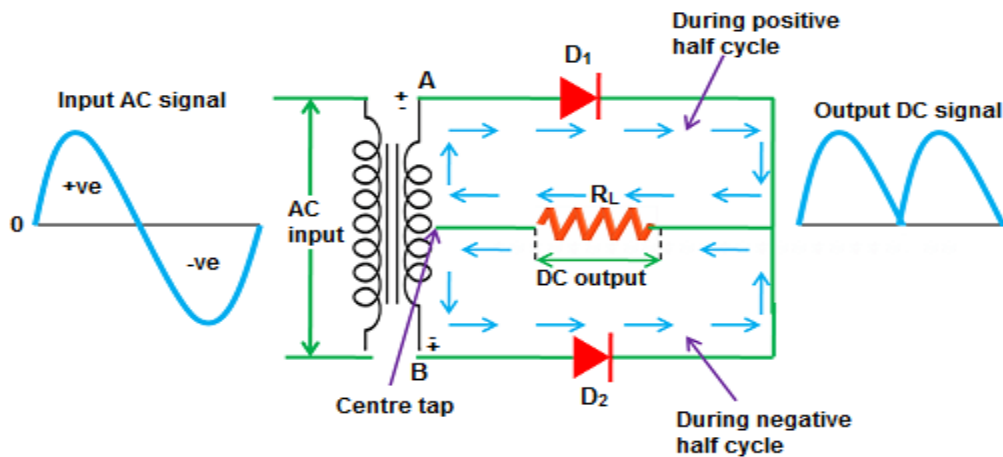 During positive
half cycle
D1
A
Input AC signal
+
-
Output DC signal
+ve
RL
0
AC
input
-ve
DC output
-
+
B
D2
Centre tap
During negative
half cycle